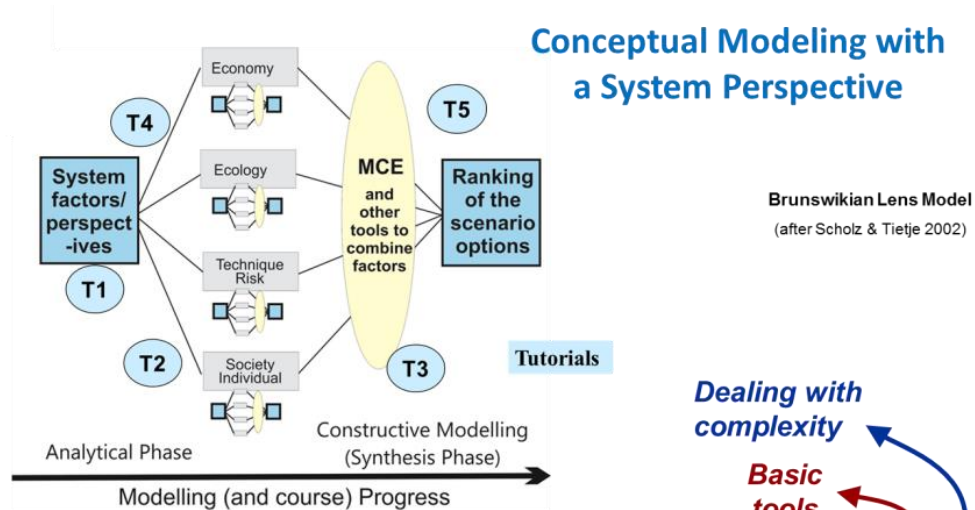 Conceptual Modeling with
a System Perspective
Economy
T4
T5
Ecology
System
factors/
perspect
-ives
MCE
and
other
tools to
combine
factors
Ranking
of the
scenario
options
Brunswikian Lens Model
(after Scholz & Tietje 2002)
Technique
Risk
T1
T2
Society
Individual
T3
Tutorials
Analytical Phase
Constructive Modelling
(Synthesis Phase)
Modelling (and course) Progress
Dealing with
complexity
Basic
tools